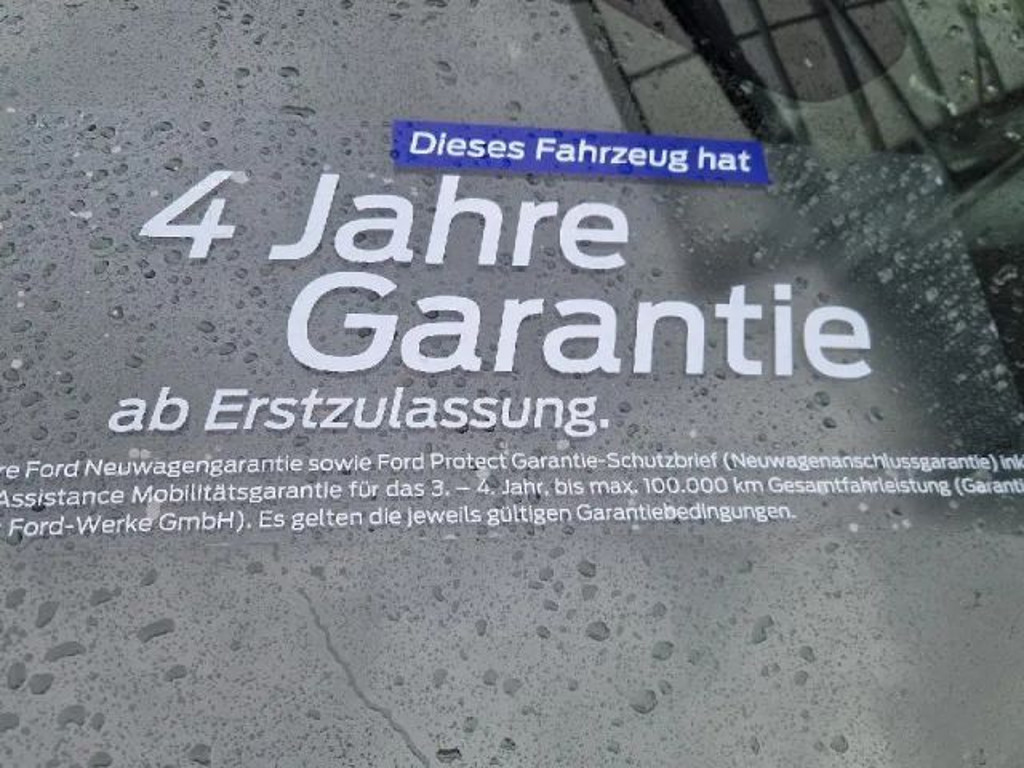 Dieses Fahrzeug hat
4 Jahre
Garantie
ab Erstzulassung.
Ford Neuwagengarantie sowie Ford Protect Garantie-Schutzbrief (Neuwagenanschlussgarantie)
Assistance Mobilitätsgarantie für das 3. – 4. Jahr, bis max. 100.000 km Gesamtfahrleistung
Ford-Werke GmbH). Es gelten die jeweils gültigen Garantiebedingungen.